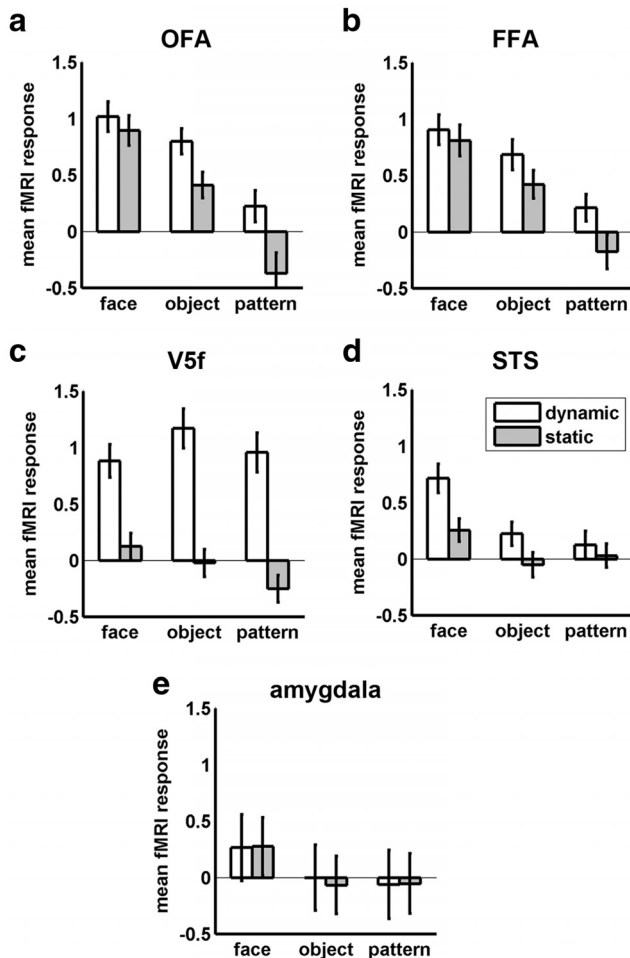 a
OFA
1.5
1
0.5
0
-0.5
mean fMRI response
face object pattern
b
FFA
1.5
1
0.5
0
-0.5
mean fMRI response
face object pattern
c
V5f
1.5
1
0.5
0
-0.5
mean fMRI response
face object pattern
d
STS
1.5
1
0.5
0
-0.5
mean fMRI response
dynamic
static
face object pattern
e
amygdala
1.5
1
0.5
0
-0.5
mean fMRI response
face object pattern